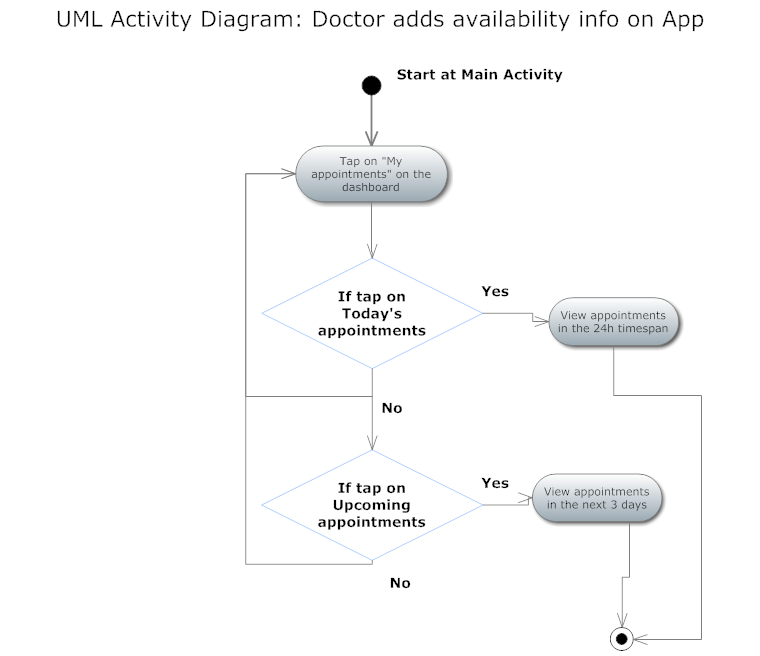 UML Activity Diagram: Doctor adds availability info on App
Start at Main Activity
Tap on "My
appointments" on the
dashboard
If tap on
Today's
appointments
Yes
View appointments
in the 24h timespan
No
If tap on
Upcoming
appointments
Yes
View appointments
in the next 3 days
No